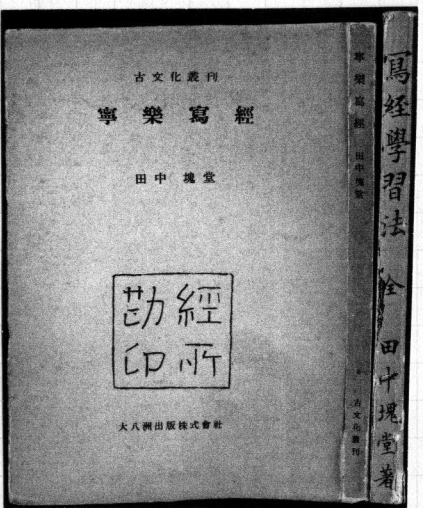 古文化叢刊
寧樂寫經
田中塊堂
經所
勘印
大八洲出版株式會社
寧樂寫經 田中塊堂 古文化叢刊
寫經學習法 全 田中塊堂著